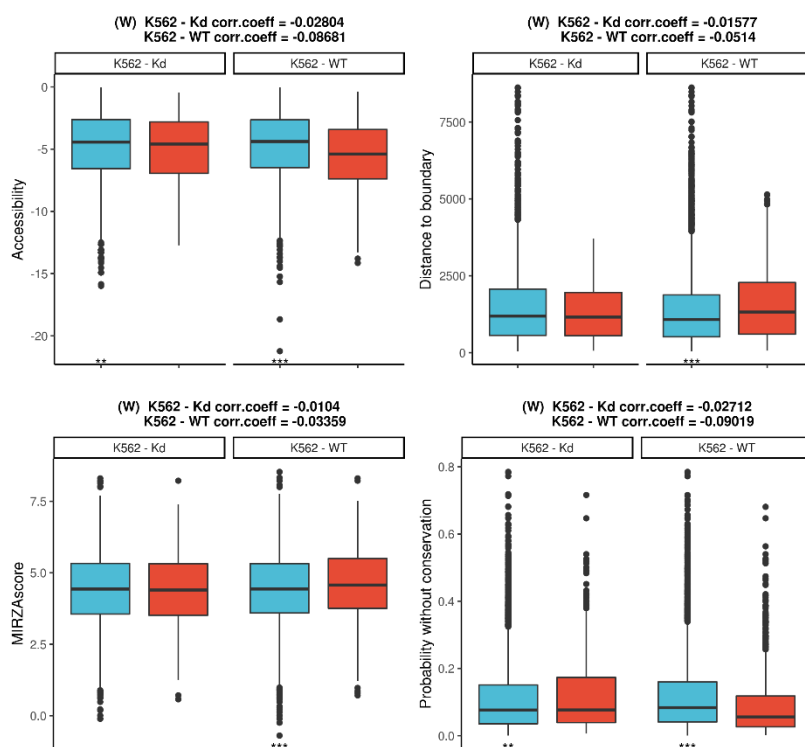 (W) K562 - Kd corr.coeff = -0.02804
K562 - WT corr.coeff = -0.08681
K562 - Kd
K562 - WT
Accessibility
0
-5
-10
-15
-20
**
***
(W) K562 - Kd corr.coeff = -0.01577
K562 - WT corr.coeff = -0.0514
K562 - Kd
K562 - WT
Distance to boundary
7500
5000
2500
0
***
(W) K562 - Kd corr.coeff = -0.0104
K562 - WT corr.coeff = -0.03359
K562 - Kd
K562 - WT
MIRZAscore
7.5
5.0
2.5
0.0
***
(W) K562 - Kd corr.coeff = -0.02712
K562 - WT corr.coeff = -0.09019
K562 - Kd
K562 - WT
Probability without conservation
0.8
0.6
0.4
0.2
0.0
**
***